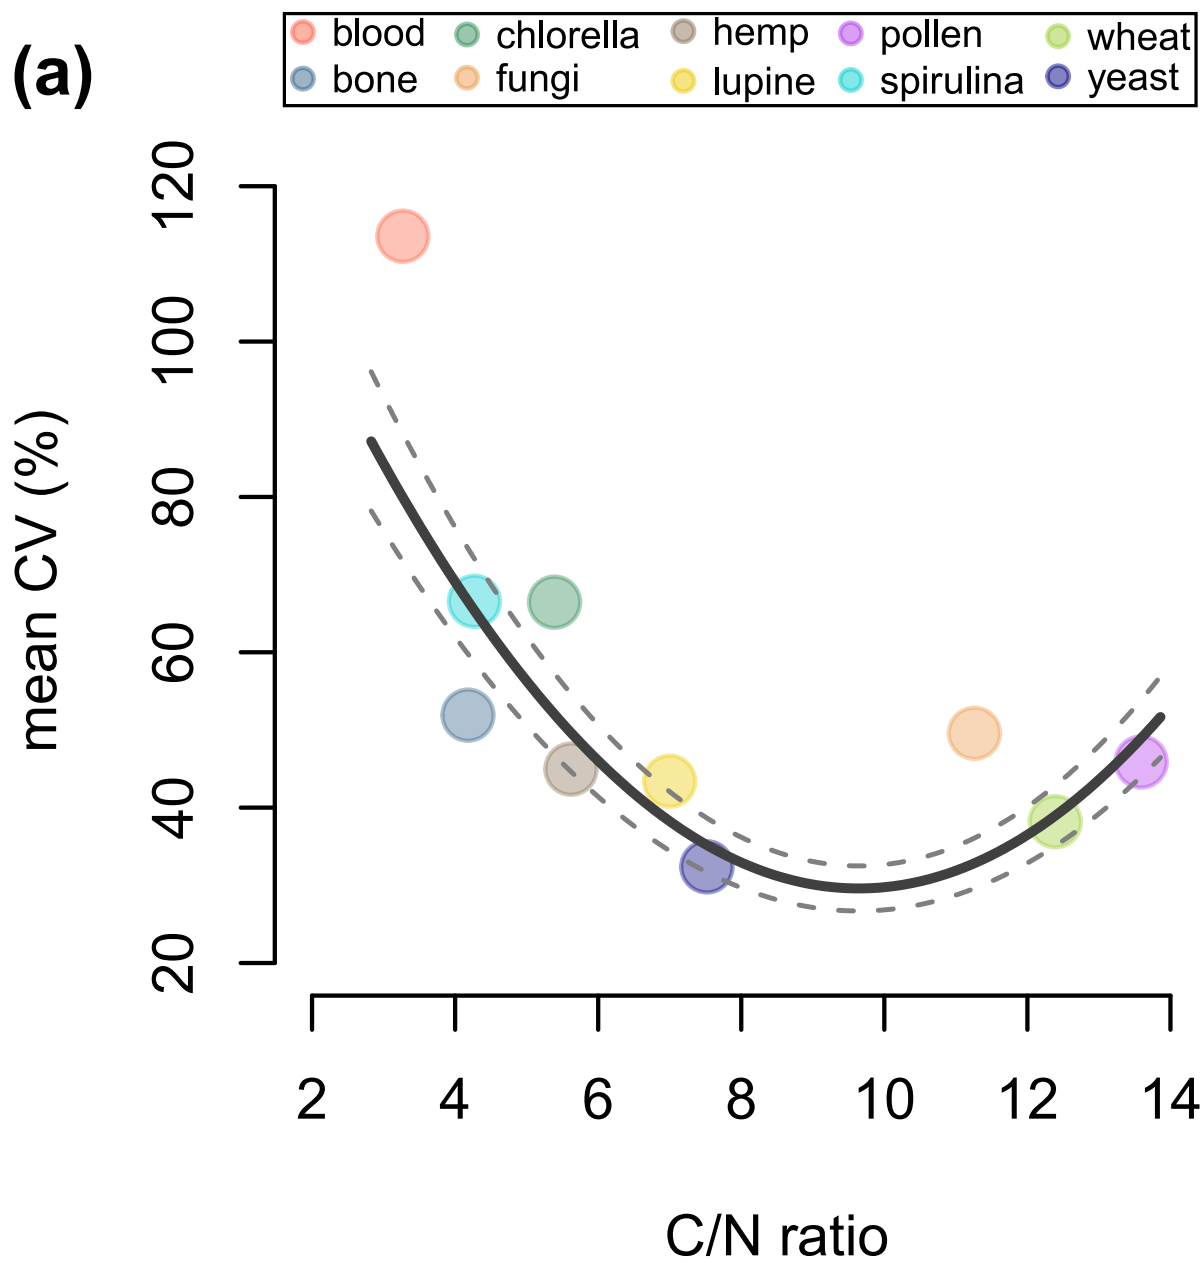 (a)
blood chlorella hemp pollen wheat
bone fungi lupine spirulina yeast
mean CV (%)
120
100
80
60
40
20
2 4 6 8 10 12 14
C/N ratio